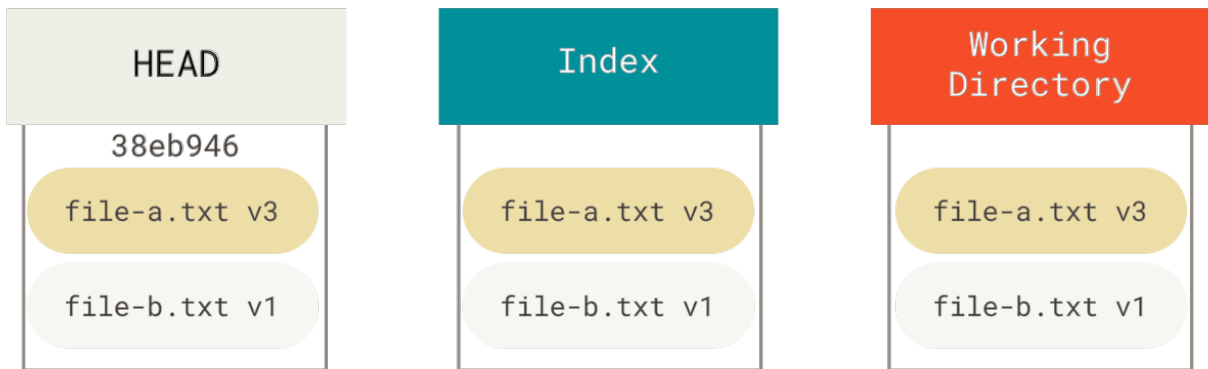 HEAD
Index
Working
Directory
38eb946
file-a.txt v3
file-a.txt v3
file-a.txt v3
file-b.txt v1
file-b.txt v1
file-b.txt v1